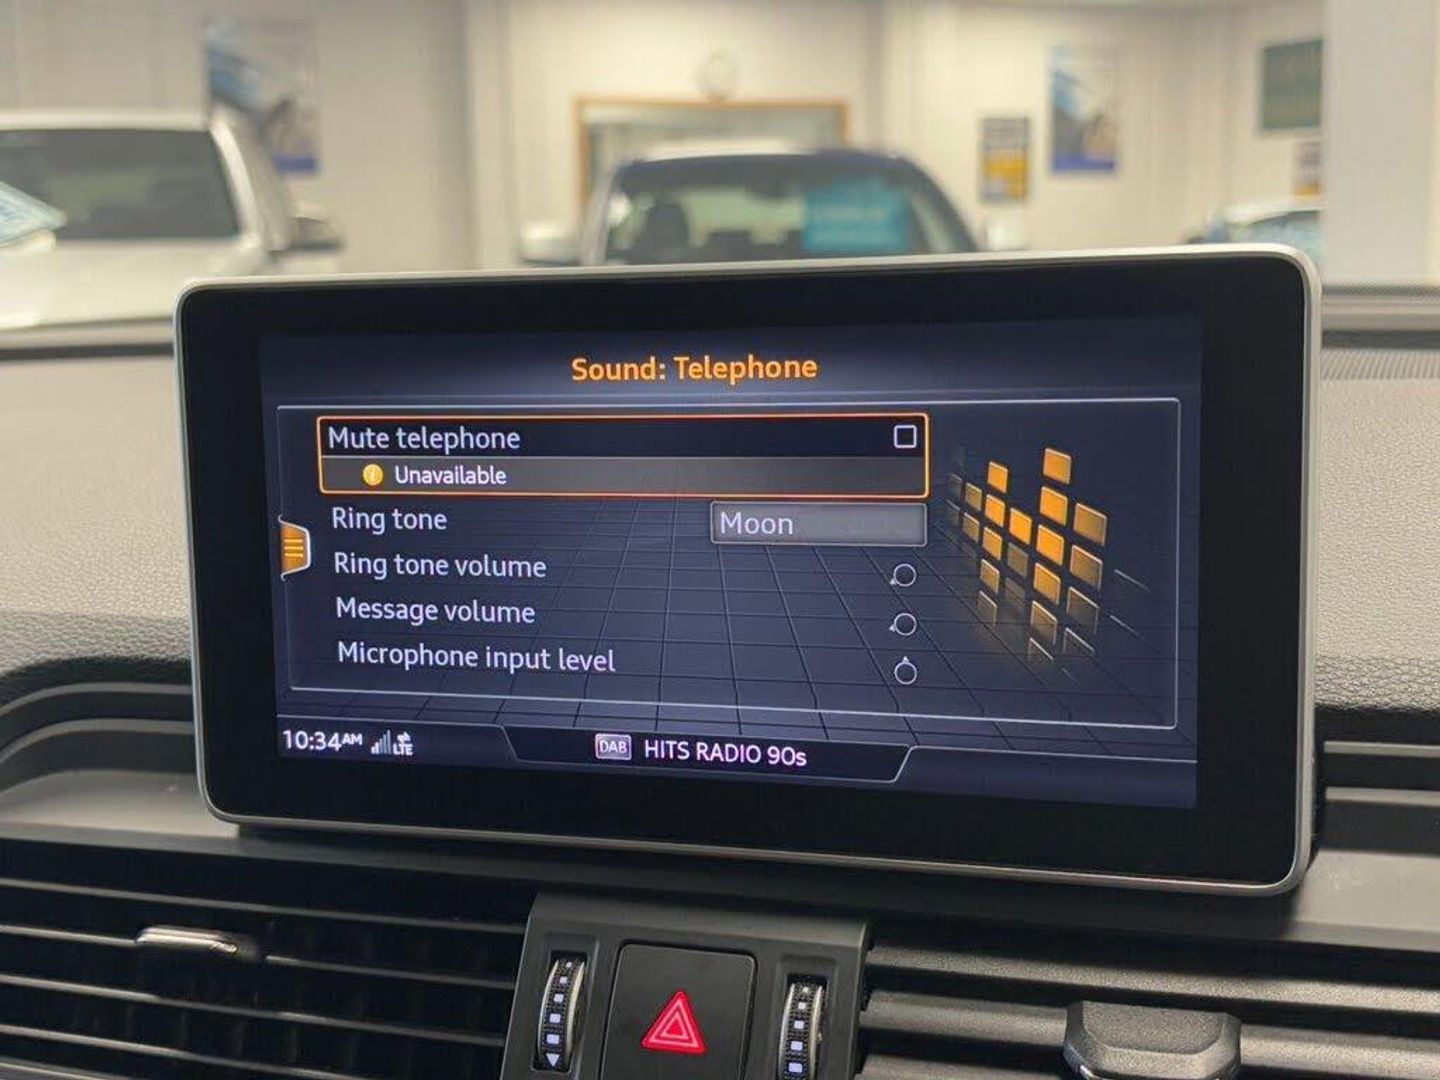 Sound: Telephone
Mute telephone
i Unavailable
Ring tone Moon
Ring tone volume
Message volume
Microphone input level
10:34AM LTE DAB HITS RADIO 90s